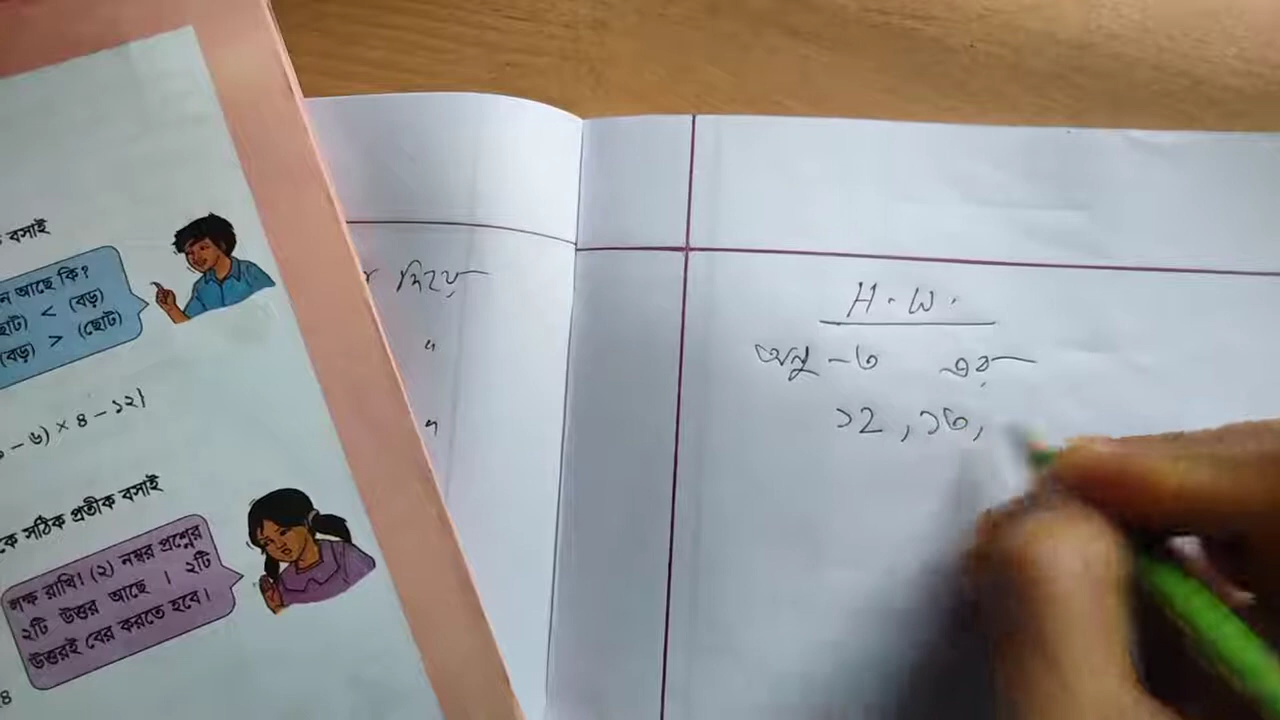 বসাই
ন আছে কি?
ছোট) < (বড়)
(বড়) > (ছোট)
- ৬) × ৪ – ১২}
কে সঠিক প্রতীক বসাই
লক্ষ রাখি। (২) নম্বর প্রশ্নের
২টি উত্তর আছে । ২টি
উত্তরই বের করতে হবে।
৪
"
"
H. W.
অনু - ৩ এর
১২, ১৩,